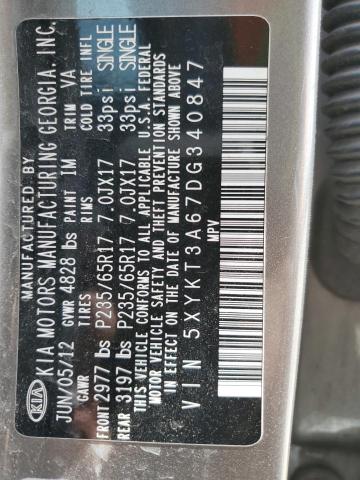 MANUFACTURED BY
KIA MOTORS MANUFACTURING GEORGIA, INC.
JUN/05/12 PAINT 1M TRIM VA
GVWR 4828 lbs
GAWR TIRES RIMS COLD TIRE INFL
FRONT 2977 lbs P235/65R17 7.0JX17 33psi SINGLE
REAR 3197 lbs P235/65R17 7.0JX17 33psi SINGLE
THIS VEHICLE CONFORMS TO ALL APPLICABLE U.S.A. FEDERAL
MOTOR VEHICLE SAFETY AND THEFT PREVENTION STANDARDS
IN EFFECT ON THE DATE OF MANUFACTURE SHOWN ABOVE
VIN 5XYKT3A67DG340847
MPV
KIA